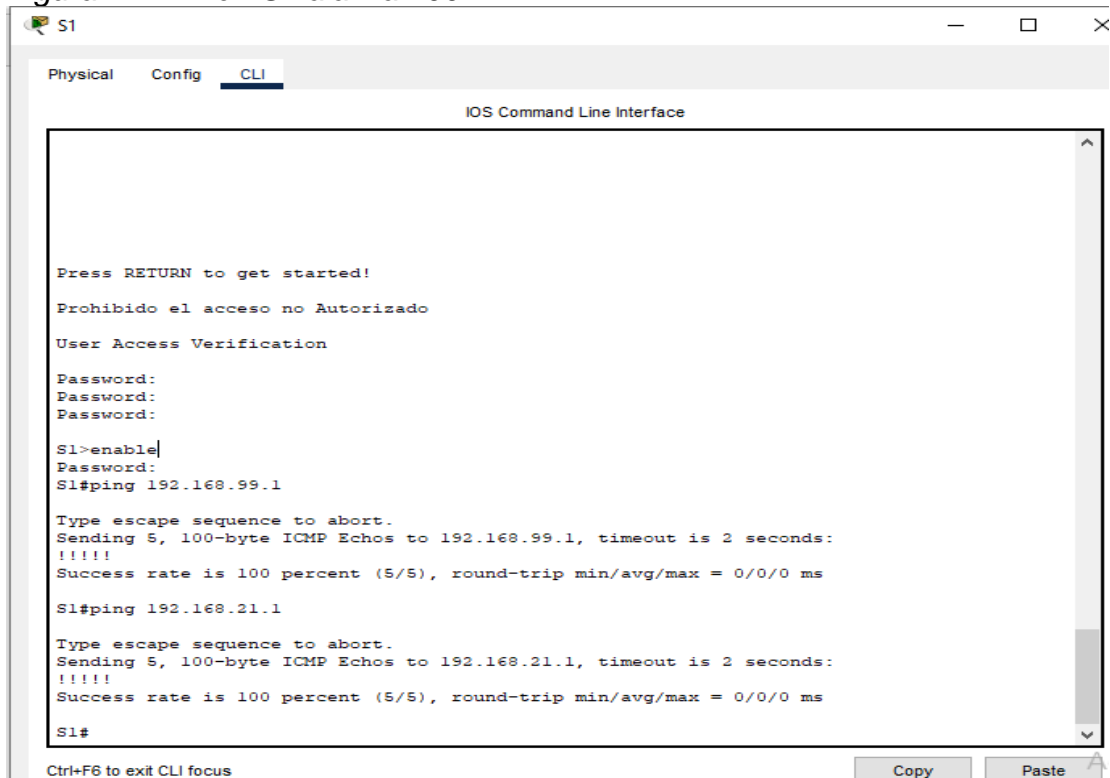 S1
Physical Config CLI
IOS Command Line Interface
Press RETURN to get started!
Prohibido el acceso no Autorizado
User Access Verification
Password:
Password:
Password:
S1>enable
Password:
S1#ping 192.168.99.1
Type escape sequence to abort.
Sending 5, 100-byte ICMP Echos to 192.168.99.1, timeout is 2 seconds:
!!!!!
Success rate is 100 percent (5/5), round-trip min/avg/max = 0/0/0 ms
S1#ping 192.168.21.1
Type escape sequence to abort.
Sending 5, 100-byte ICMP Echos to 192.168.21.1, timeout is 2 seconds:
!!!!!
Success rate is 100 percent (5/5), round-trip min/avg/max = 0/0/0 ms
S1#
Ctrl+F6 to exit CLI focus
Copy Paste